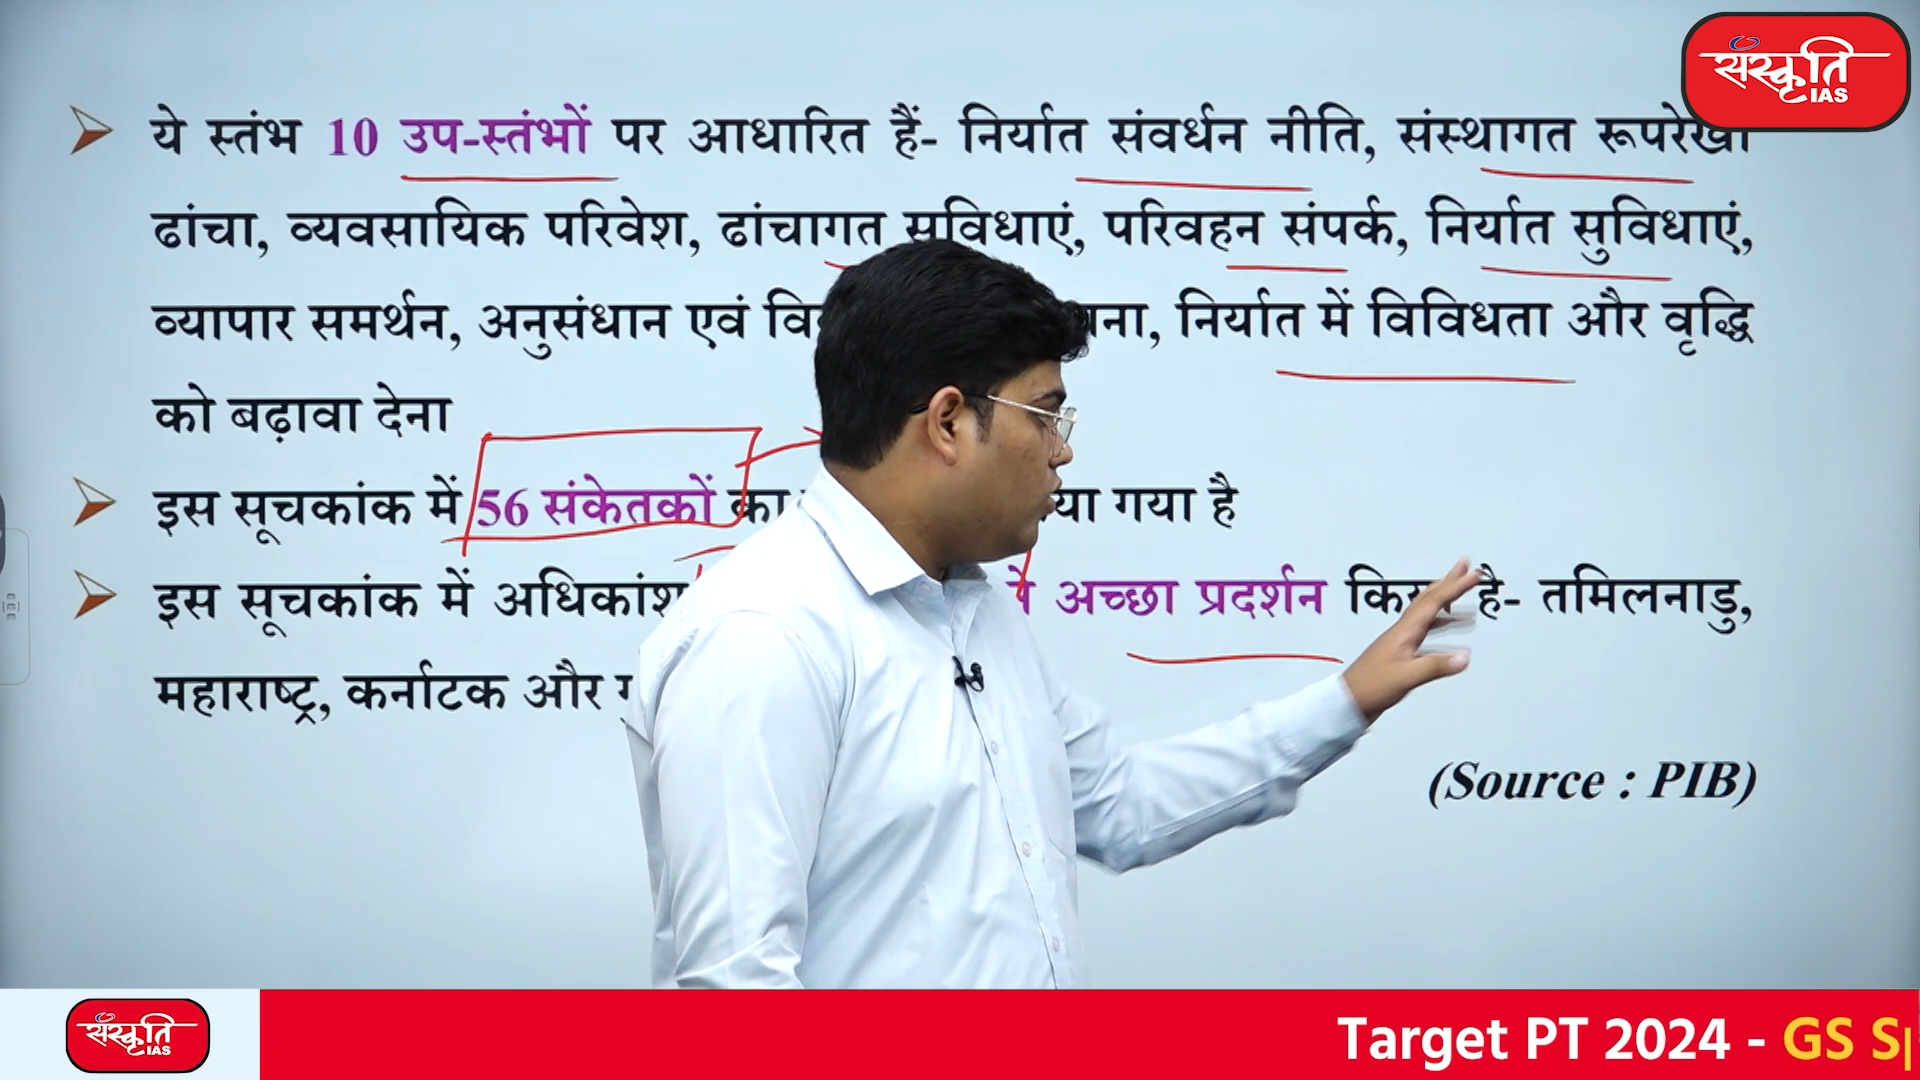 संस्कृति
IAS
ये स्तंभ 10 उप-स्तंभों पर आधारित हैं- निर्यात संवर्धन नीति, संस्थागत रूपरेखा
ढांचा, व्यवसायिक परिवेश, ढांचागत सुविधाएं, परिवहन संपर्क, निर्यात सुविधाएं,
व्यापार समर्थन, अनुसंधान एवं निर्यात में विविधता और वृद्धि
को बढ़ावा देना
इस सूचकांक में 56 संकेतकों का गया है
इस सूचकांक में अधिकांश अच्छा प्रदर्शन किया है- तमिलनाडु,
महाराष्ट्र, कर्नाटक और
(Source : PIB)
संस्कृति
IAS
Target PT 2024 - GS